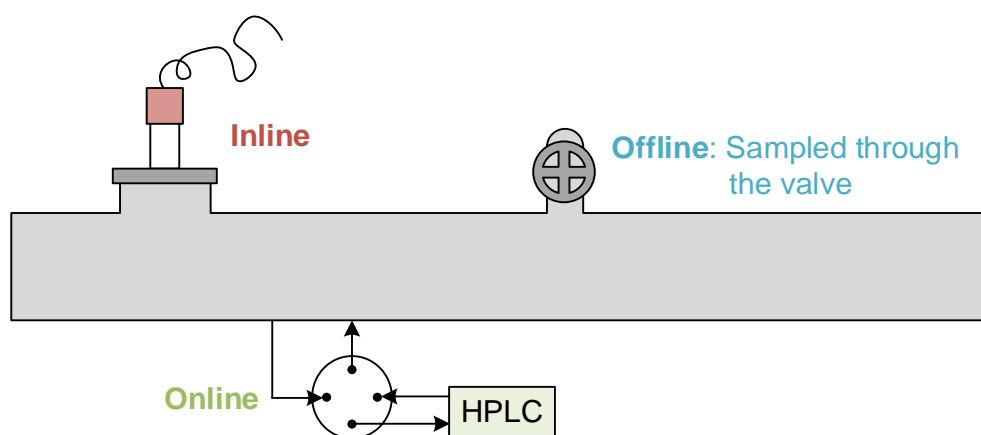 Inline
Offline: Sampled through
the valve
Online
HPLC